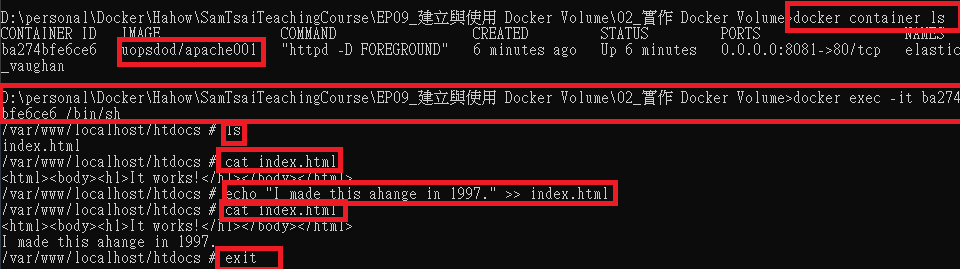 D:\personal\Docker\Hahow\SamTsaiTeachingCourse\EP09_建立與使用 Docker Volume\02_實作 Docker Volume>docker container ls
CONTAINER ID IMAGE COMMAND CREATED STATUS PORTS NAMES
ba274bfe6ce6 uopsdod/apache001 "httpd -D FOREGROUND" 6 minutes ago Up 6 minutes 0.0.0.0:8081->80/tcp elastic
_vaughan
D:\personal\Docker\Hahow\SamTsaiTeachingCourse\EP09_建立與使用 Docker Volume\02_實作 Docker Volume>docker exec -it ba274
bfe6ce6 /bin/sh
/var/www/localhost/htdocs # ls
index.html
/var/www/localhost/htdocs # cat index.html
<html><body><h1>It works!</h1></body></html>
/var/www/localhost/htdocs # echo "I made this ahange in 1997." >> index.html
/var/www/localhost/htdocs # cat index.html
<html><body><h1>It works!</h1></body></html>
I made this ahange in 1997.
/var/www/localhost/htdocs # exit